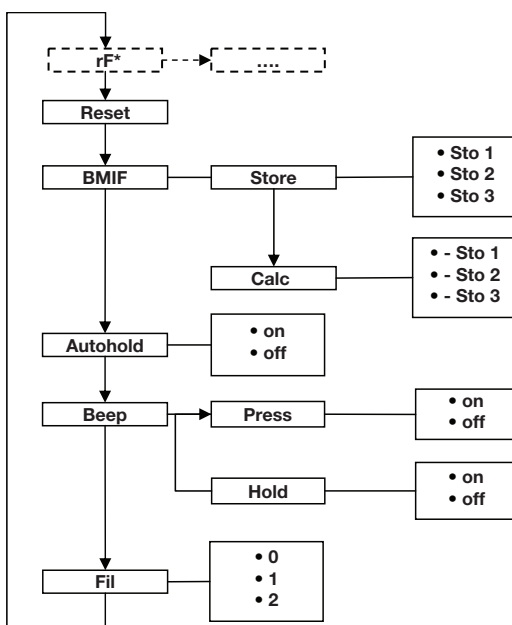 rF*
....
Reset
BMIF
Store
• Sto 1
• Sto 2
• Sto 3
Calc
• - Sto 1
• - Sto 2
• - Sto 3
Autohold
• on
• off
Beep
Press
• on
• off
Hold
• on
• off
Fil
• 0
• 1
• 2